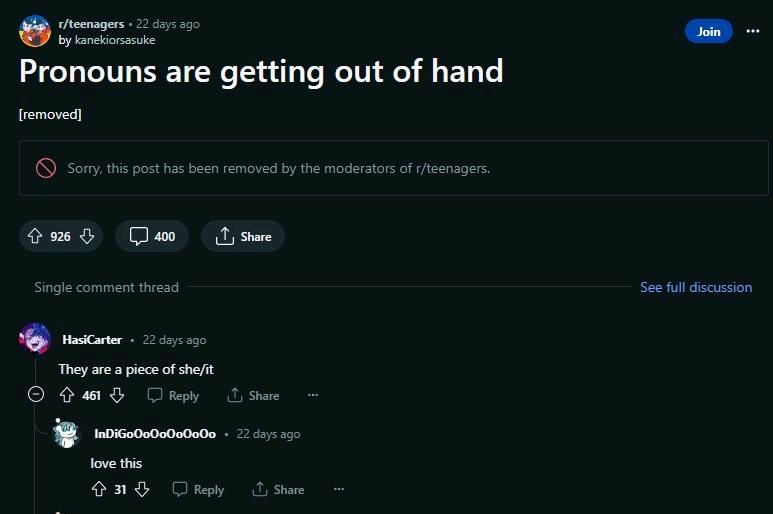 r/teenagers • 22 days ago
by kanekiorsasuke
Join
Pronouns are getting out of hand
[removed]
Sorry, this post has been removed by the moderators of r/teenagers.
926
400
Share
Single comment thread
See full discussion
HasiCarter • 22 days ago
They are a piece of she/it
461
Reply
Share
InDiGoOoOoOoOoOo • 22 days ago
love this
31
Reply
Share